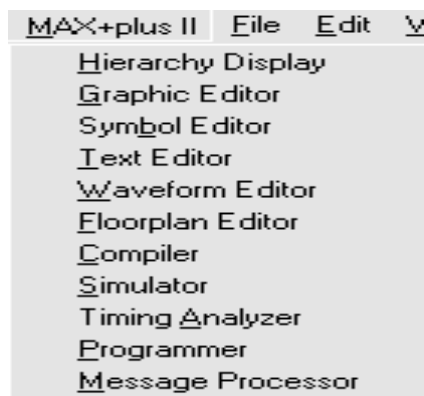 MAX+plus II File Edit
Hierarchy Display
Graphic Editor
Symbol Editor
Text Editor
Waveform Editor
Floorplan Editor
Compiler
Simulator
Timing Analyzer
Programmer
Message Processor